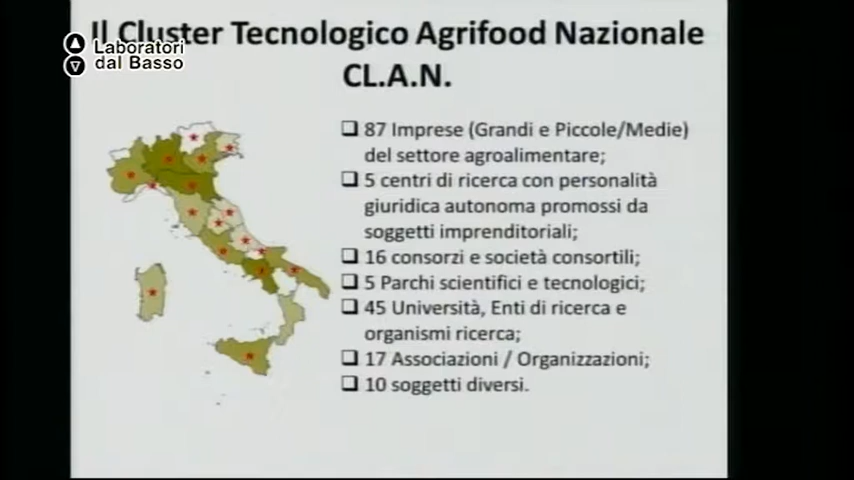 Il Cluster Tecnologico Agrifood Nazionale
CL.A.N.
Laboratori
dal Basso
87 Imprese (Grandi e Piccole/Medie)
del settore agroalimentare;
5 centri di ricerca con personalità
giuridica autonoma promossi da
soggetti imprenditoriali;
16 consorzi e società consortili;
5 Parchi scientifici e tecnologici;
45 Università, Enti di ricerca e
organismi ricerca;
17 Associazioni / Organizzazioni;
10 soggetti diversi.